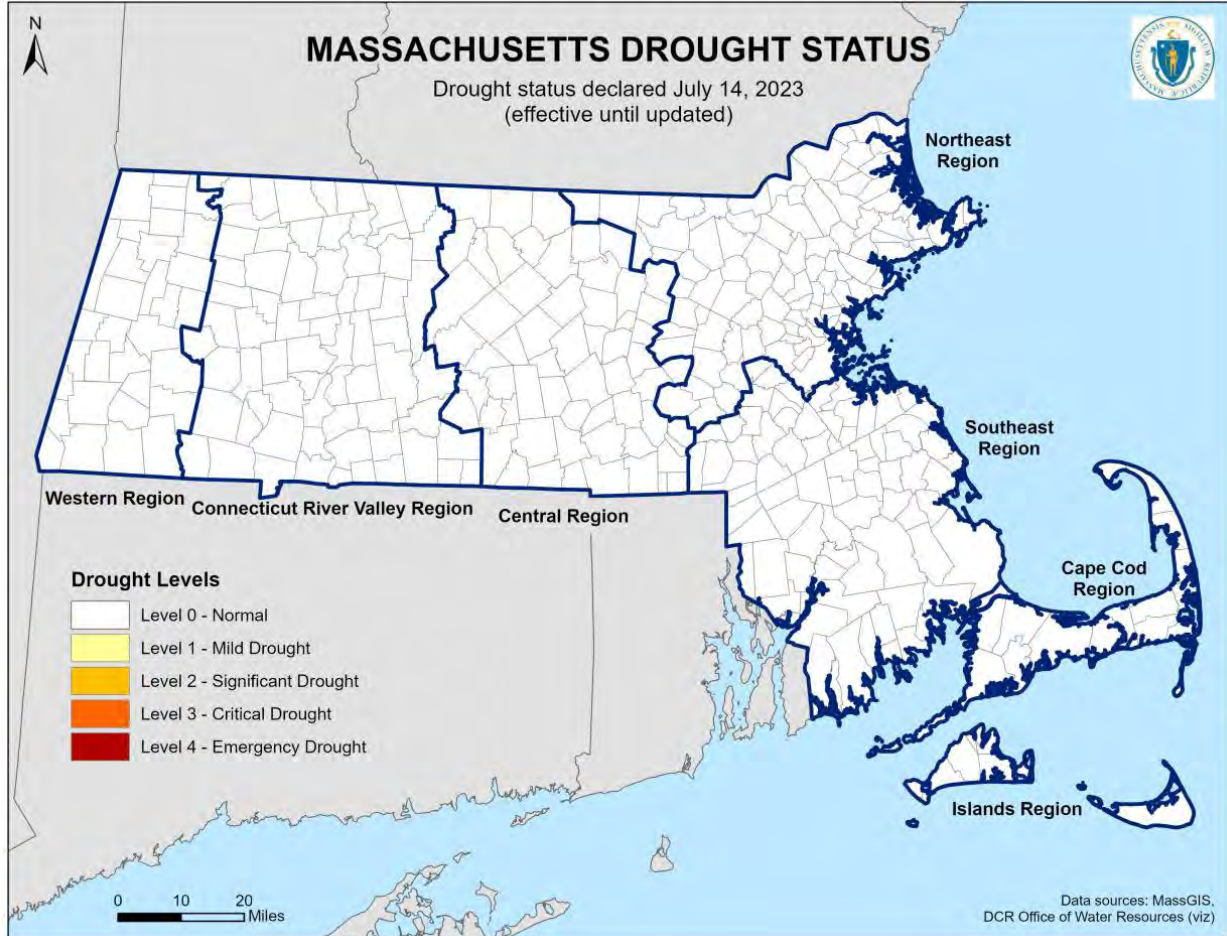 N
MASSACHUSETTS DROUGHT STATUS
Drought status declared July 14, 2023
(effective until updated)
Northeast
Region
Southeast
Region
Western Region
Connecticut River Valley Region
Central Region
Cape Cod
Region
Drought Levels
Level 0 - Normal
Level 1 - Mild Drought
Level 2 - Significant Drought
Level 3 - Critical Drought
Level 4 - Emergency Drought
Islands Region
0 10 20
Miles
Data sources: MassGIS,
DCR Office of Water Resources (viz)